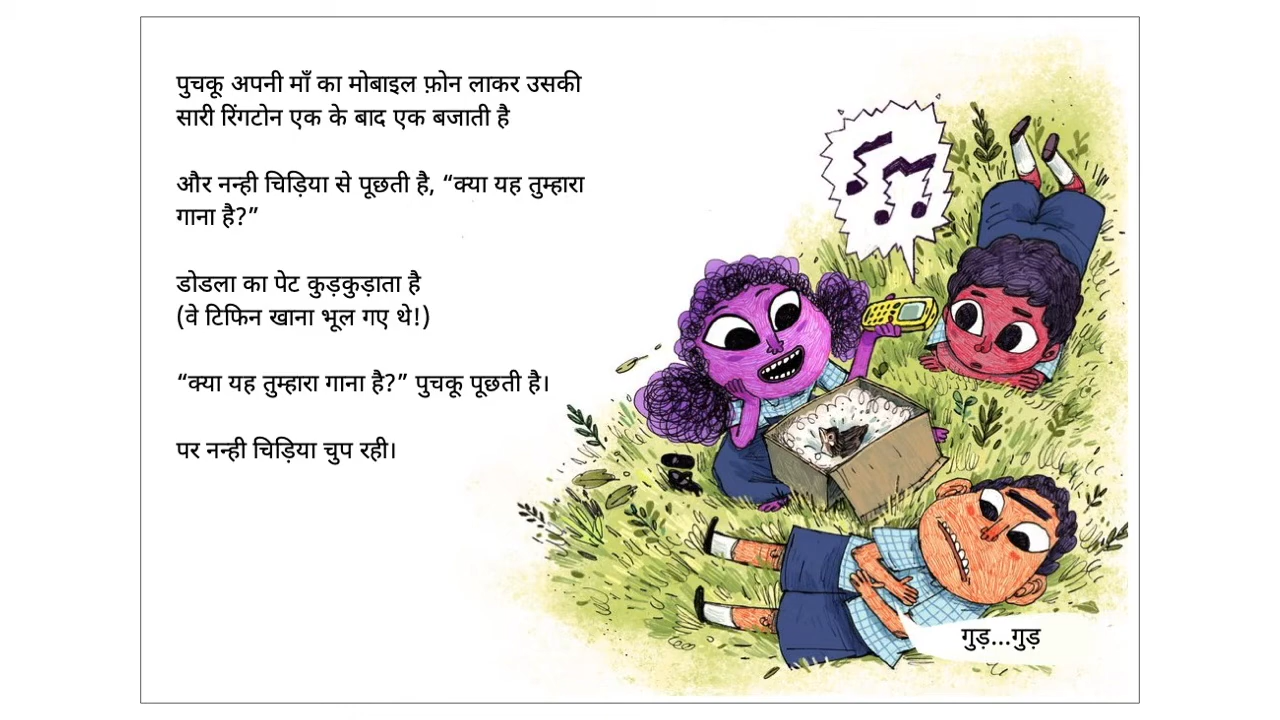 पुचकू अपनी माँ का मोबाइल फ़ोन लाकर उसकी
सारी रिंगटोन एक के बाद एक बजाती है
और नन्ही चिड़िया से पूछती है, “क्या यह तुम्हारा
गाना है?”
डोडला का पेट कुड़कुड़ाता है
(वे टिफिन खाना भूल गए थे!)
“क्या यह तुम्हारा गाना है?” पुचकू पूछती है।
पर नन्ही चिड़िया चुप रही।
गुड़...गुड़